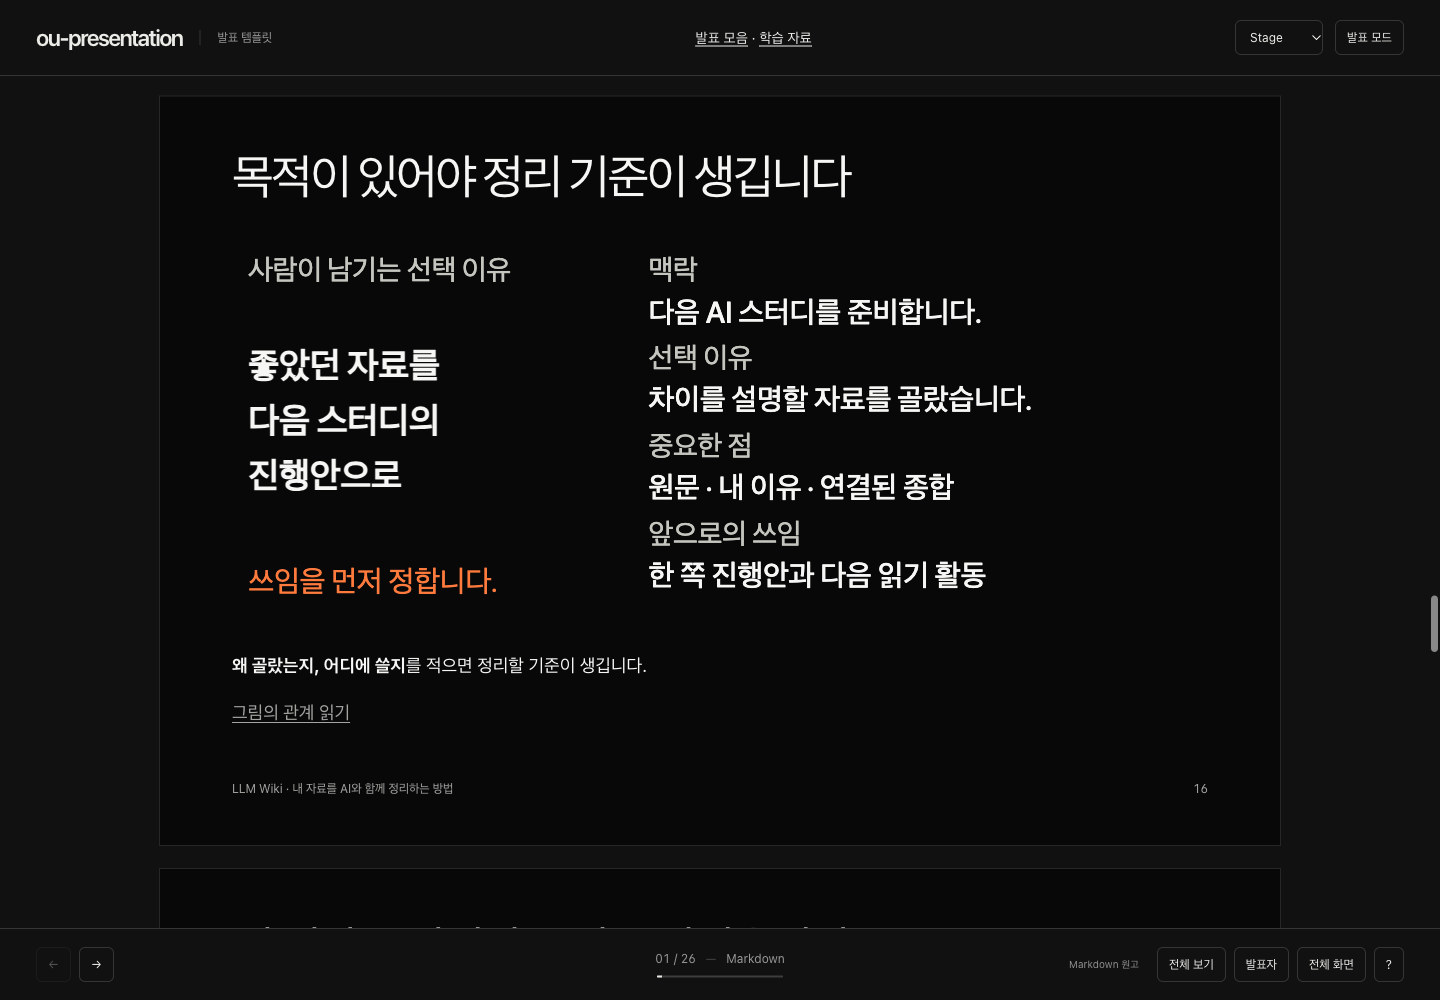 ou-presentation
발표 템플릿
발표 모음 · 학습 자료
Stage
발표 모드
목적이 있어야 정리 기준이 생깁니다
사람이 남기는 선택 이유
좋았던 자료를
다음 스터디의
진행안으로
쓰임을 먼저 정합니다.
맥락
다음 AI 스터디를 준비합니다.
선택 이유
차이를 설명할 자료를 골랐습니다.
중요한 점
원문 · 내 이유 · 연결된 종합
앞으로의 쓰임
한 쪽 진행안과 다음 읽기 활동
왜 골랐는지, 어디에 쓸지를 적으면 정리할 기준이 생깁니다.
그림의 관계 읽기
LLM Wiki · 내 자료를 AI와 함께 정리하는 방법
16
← →
01 / 26 — Markdown
Markdown 원고
전체 보기
발표자
전체 화면
?